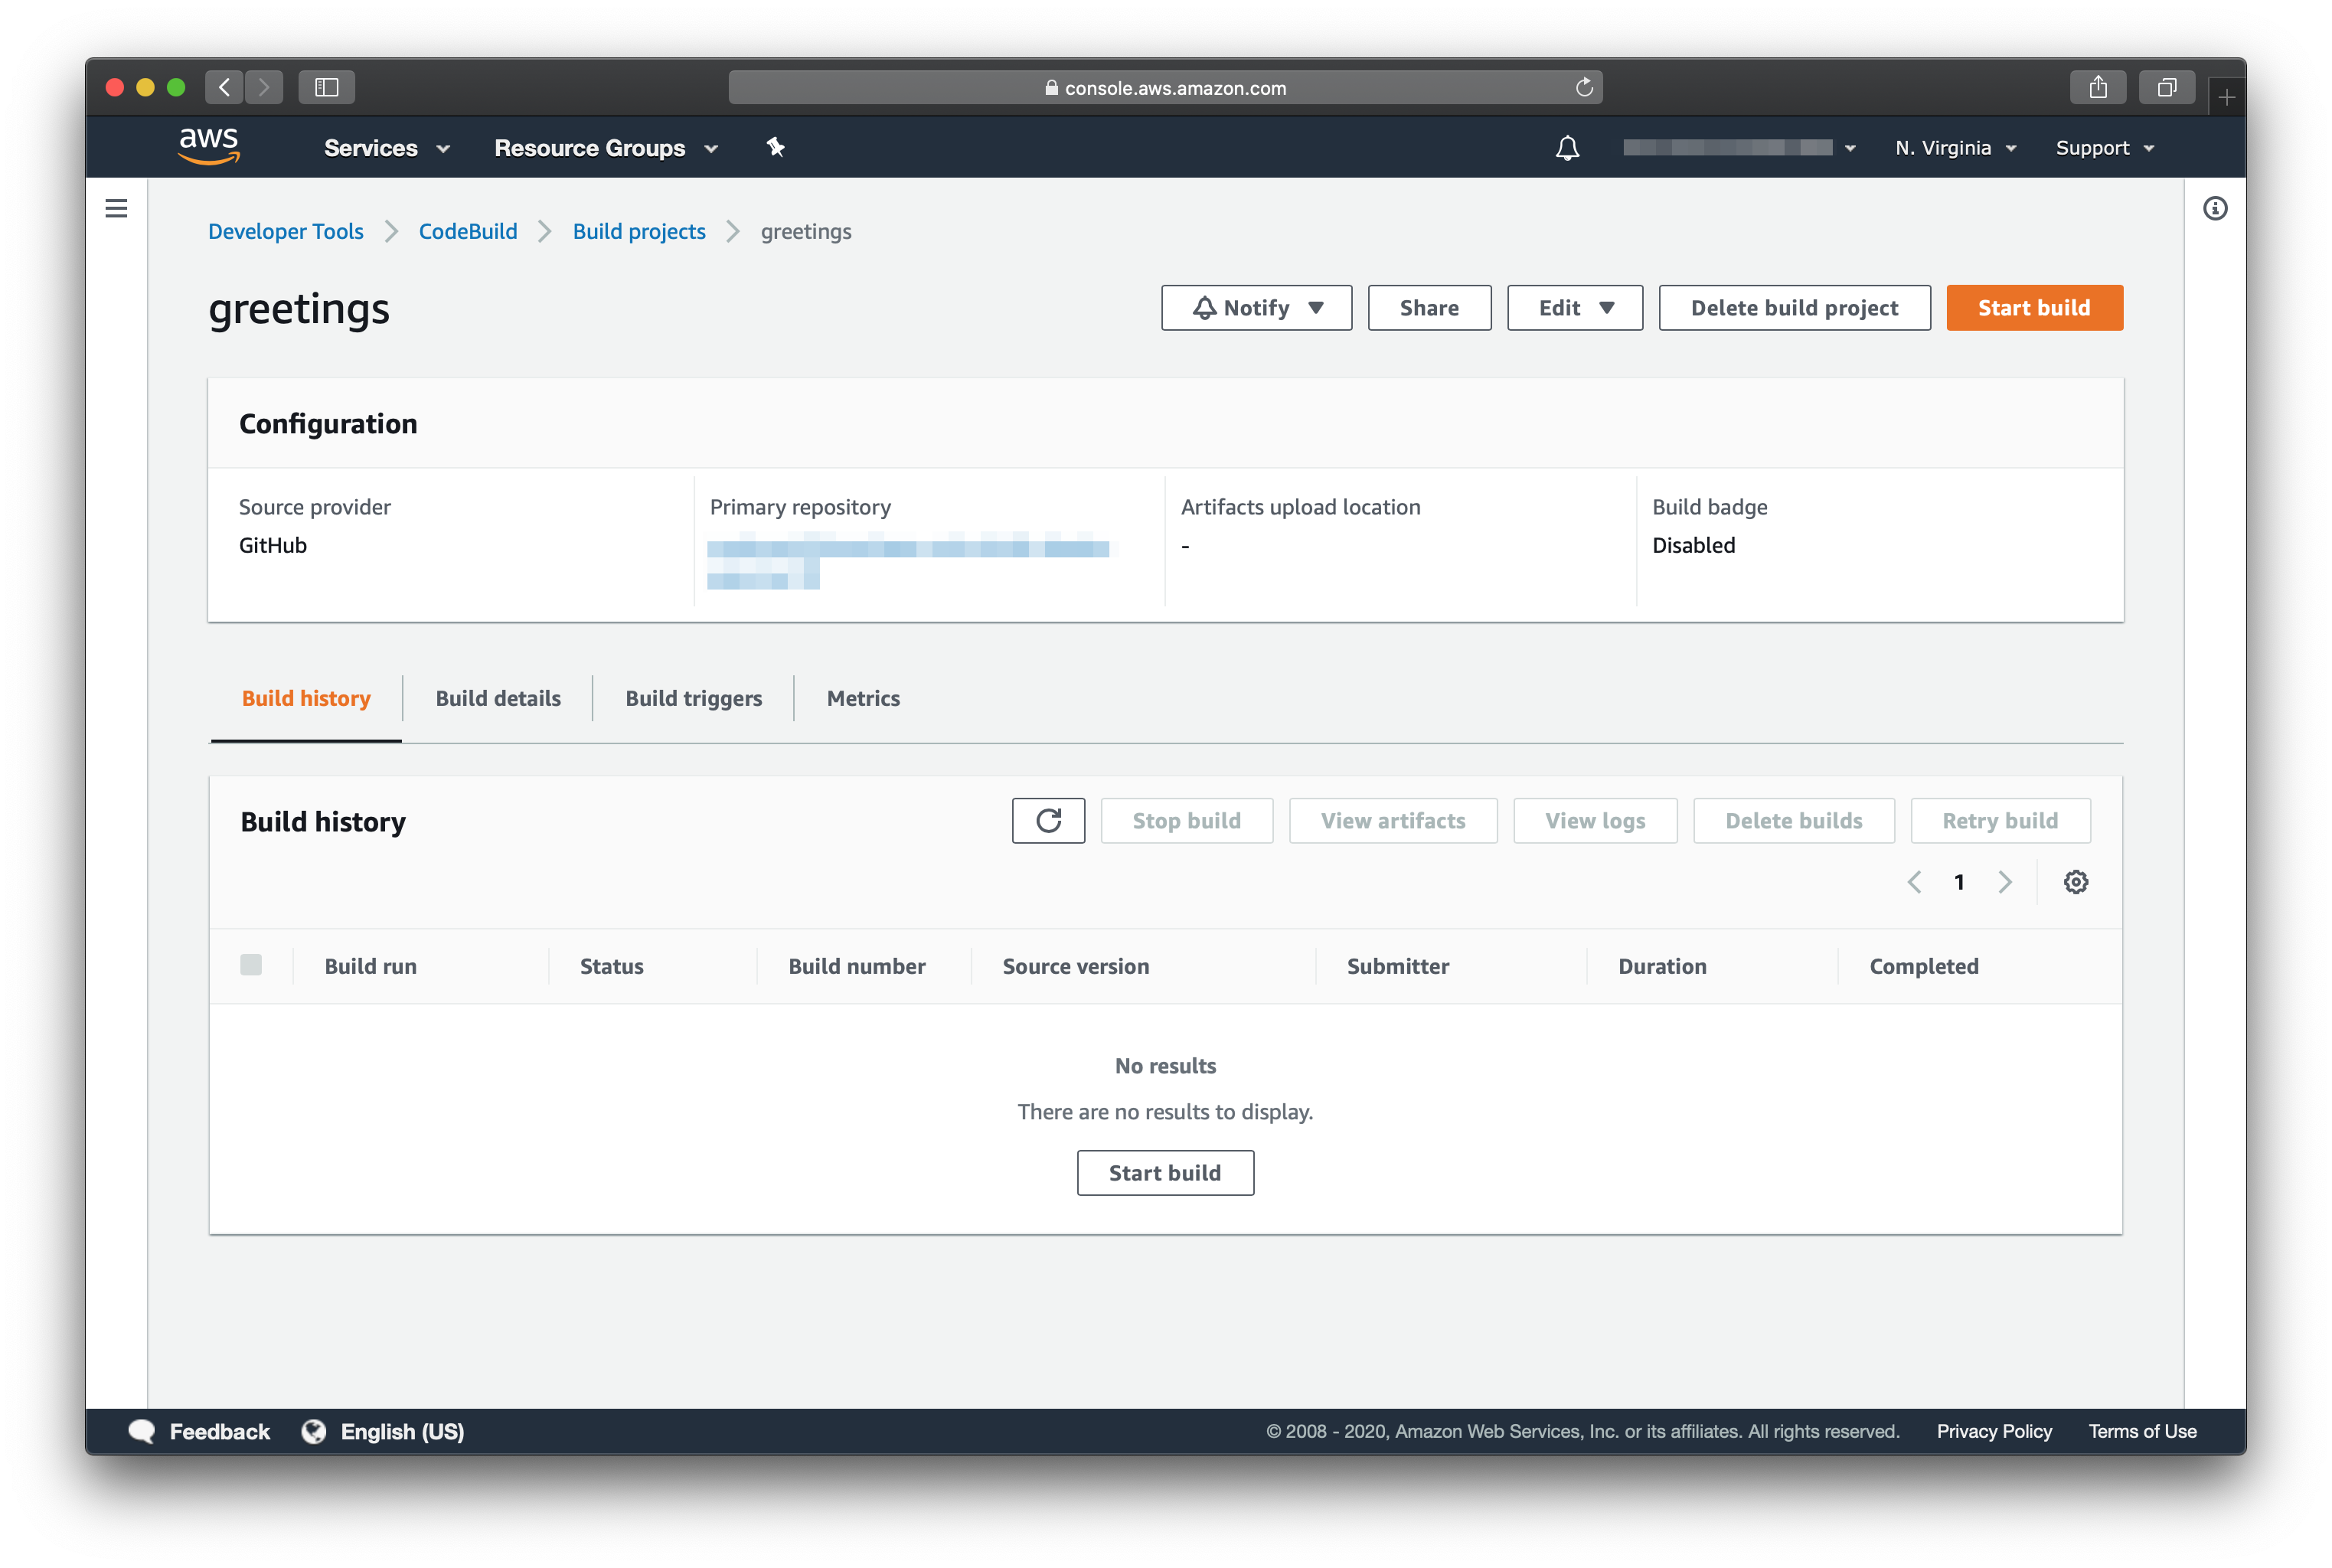 console.aws.amazon.com
aws Services Resource Groups N. Virginia Support
Developer Tools CodeBuild Build projects greetings
greetings Notify Share Edit Delete build project Start build
Configuration
Source provider Primary repository Artifacts upload location Build badge
GitHub - Disabled
Build history Build details Build triggers Metrics
Build history Stop build View artifacts View logs Delete builds Retry build
1
Build run Status Build number Source version Submitter Duration Completed
No results
There are no results to display.
Start build
Feedback English (US) © 2008 - 2020, Amazon Web Services, Inc. or its affiliates. All rights reserved. Privacy Policy Terms of Use